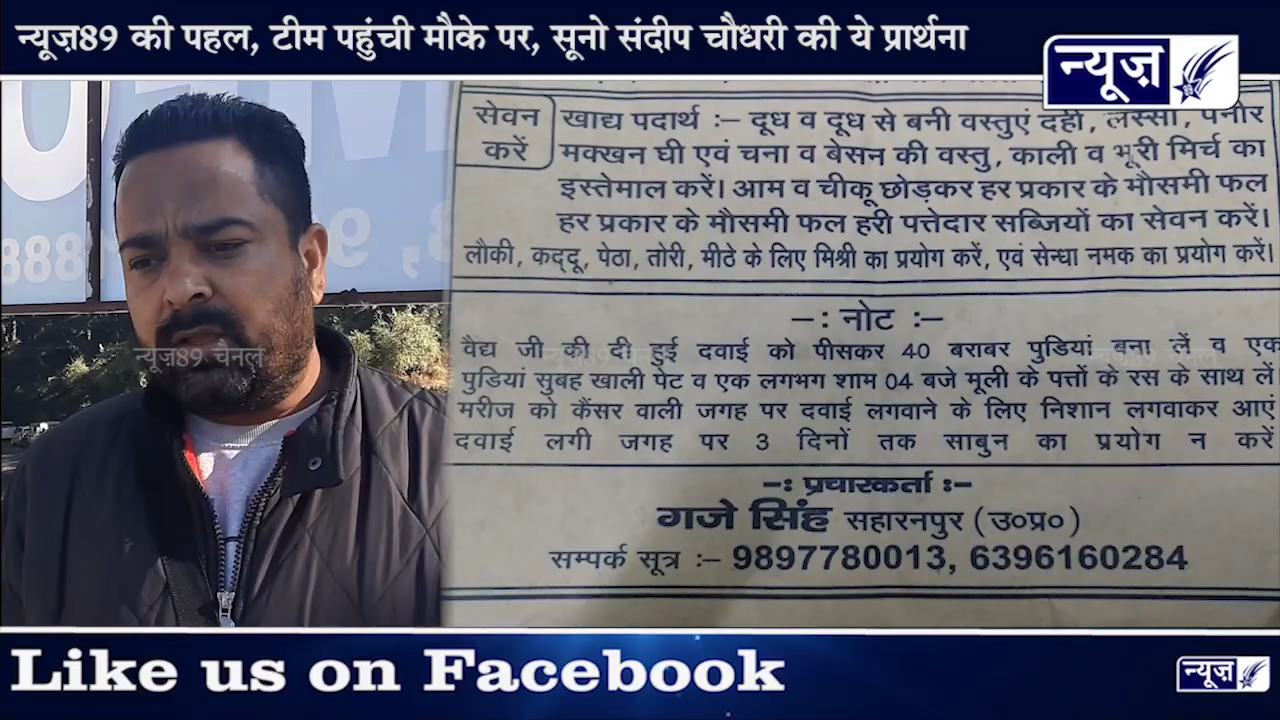 न्यूज़89 की पहल, टीम पहुंची मौके पर, सूनो संदीप चौधरी की ये प्रार्थना
न्यूज़
888
सेवन करें
खाद्य पदार्थ :– दूध व दूध से बनी वस्तुएं दही, लस्सी, पनीर
मक्खन घी एवं चना व बेसन की वस्तु, काली व भूरी मिर्च का
इस्तेमाल करें। आम व चीकू छोड़कर हर प्रकार के मौसमी फल
हर प्रकार के मौसमी फल हरी पत्तेदार सब्जियों का सेवन करें।
लौकी, कद्दू, पेठा, तोरी, मीठे के लिए मिश्री का प्रयोग करें, एवं सेन्धा नमक का प्रयोग करें।
–: नोट :–
वैद्य जी की दी हुई दवाई को पीसकर 40 बराबर पुडियां बना लें व एक
पुडियां सुबह खाली पेट व एक लगभग शाम 04 बजे मूली के पत्तों के रस के साथ लें
मरीज को कैंसर वाली जगह पर दवाई लगवाने के लिए निशान लगवाकर आएं
दवाई लगी जगह पर 3 दिनों तक साबुन का प्रयोग न करें
–: प्रचारकर्ता :–
गजे सिंह सहारनपुर (उ०प्र०)
सम्पर्क सूत्र :– 9897780013, 6396160284
न्यूज़89 चैनल
Like us on Facebook
न्यूज़